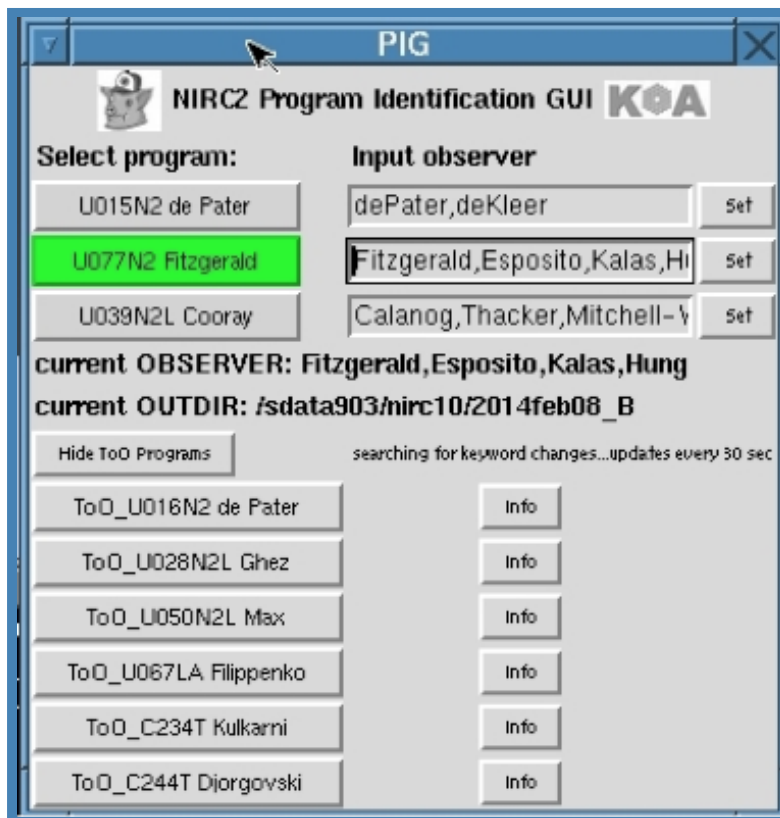 PIG
NIRC2 Program Identification GUI KOA
Select program: Input observer
U015N2 de Pater dePater,deKleer Set
U077N2 Fitzgerald Fitzgerald,Esposito,Kalas,Hu Set
U039N2L Cooray Calanog,Thacker,Mitchell-W Set
current OBSERVER: Fitzgerald,Esposito,Kalas,Hung
current OUTDIR: /sdata903/nirc10/2014feb08_B
Hide ToO Programs searching for keyword changes...updates every 30 sec
ToO_U016N2 de Pater Info
ToO_U028N2L Ghez Info
ToO_U050N2L Max Info
ToO_U067LA Filippenko Info
ToO_C234T Kulkarni Info
ToO_C244T Djorgovski Info